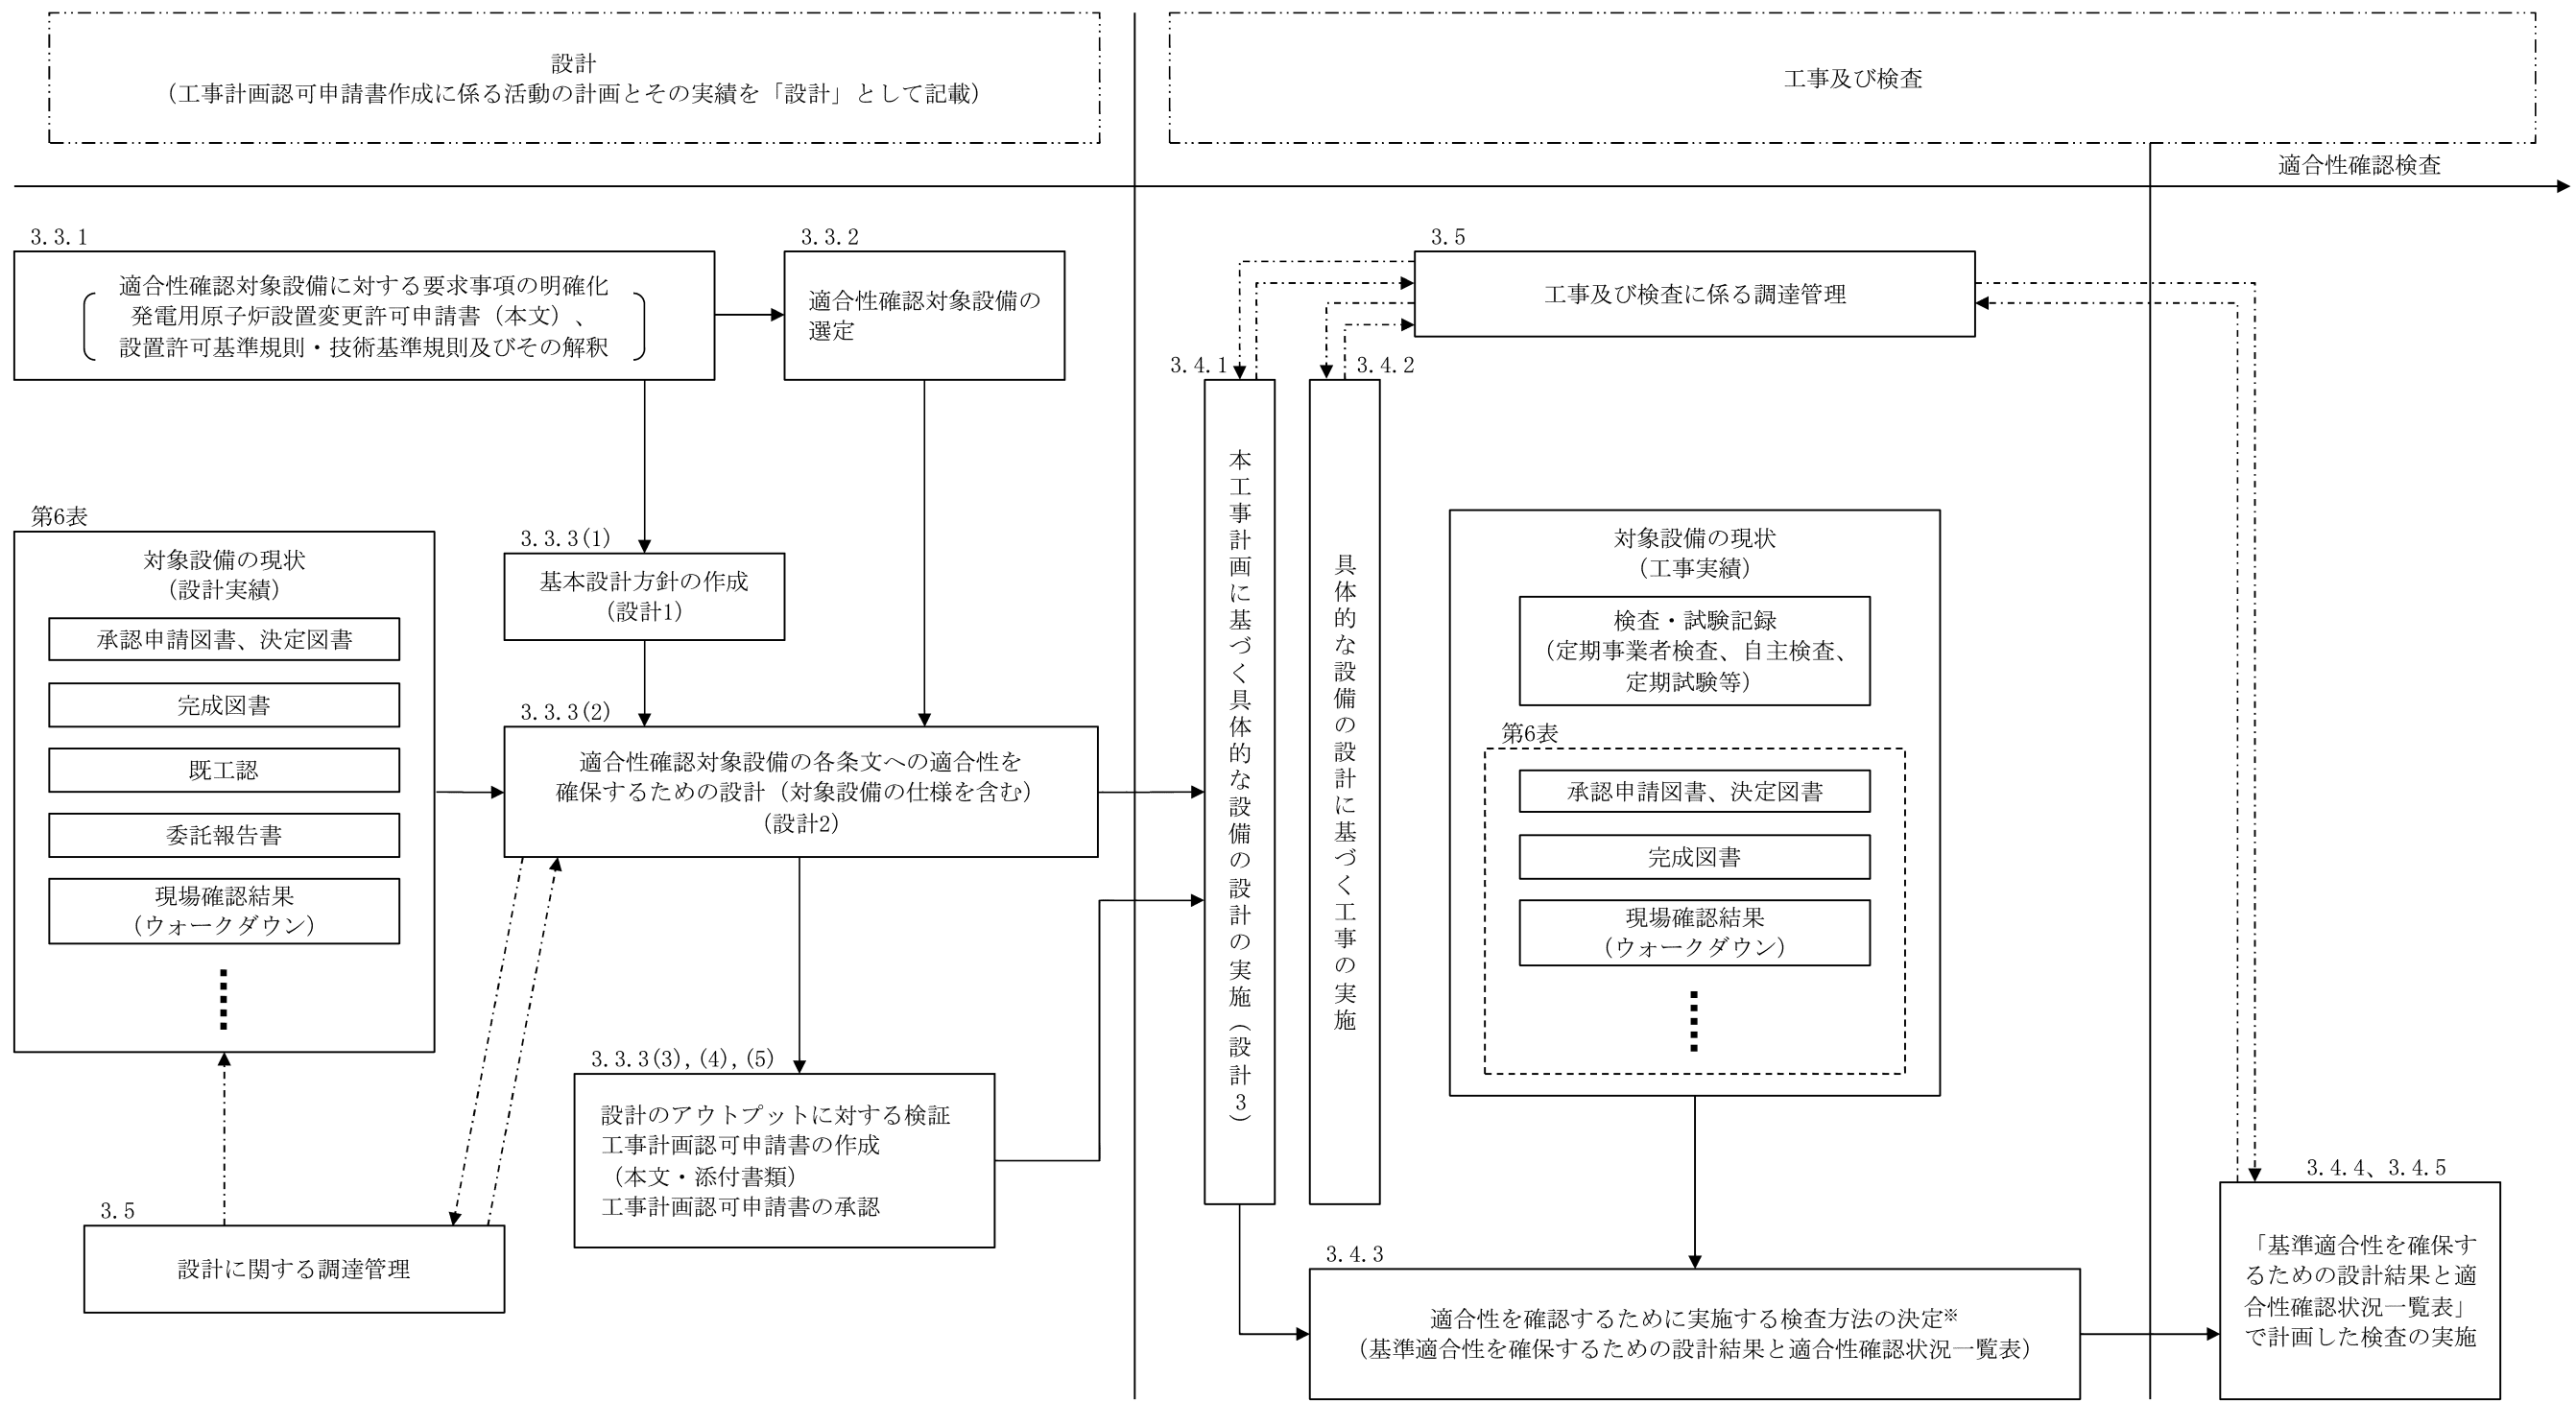 設計
（工事計画認可申請書作成に係る活動の計画とその実績を「設計」として記載）
工事及び検査
適合性確認検査
3.3.1
適合性確認対象設備に対する要求事項の明確化
発電用原子炉設置変更許可申請書（本文）、
設置許可基準規則・技術基準規則及びその解釈
3.3.2
適合性確認対象設備の
選定
3.5
工事及び検査に係る調達管理
3.4.1
本工事計画に基づく具体的な設備の設計の実施（設計3）
3.4.2
具体的な設備の設計に基づく工事の実施
第6表
対象設備の現状
（設計実績）
承認申請図書、決定図書
完成図書
既工認
委託報告書
現場確認結果
（ウォークダウン）
3.3.3(1)
基本設計方針の作成
（設計1）
3.3.3(2)
適合性確認対象設備の各条文への適合性を
確保するための設計（対象設備の仕様を含む）
（設計2）
3.3.3(3),(4),(5)
設計のアウトプットに対する検証
工事計画認可申請書の作成
（本文・添付書類）
工事計画認可申請書の承認
3.5
設計に関する調達管理
対象設備の現状
（工事実績）
検査・試験記録
（定期事業者検査、自主検査、
定期試験等）
第6表
承認申請図書、決定図書
完成図書
現場確認結果
（ウォークダウン）
3.4.3
適合性を確認するために実施する検査方法の決定※
（基準適合性を確保するための設計結果と適合性確認状況一覧表）
3.4.4、3.4.5
「基準適合性を確保す
るための設計結果と適
合性確認状況一覧表」
で計画した検査の実施